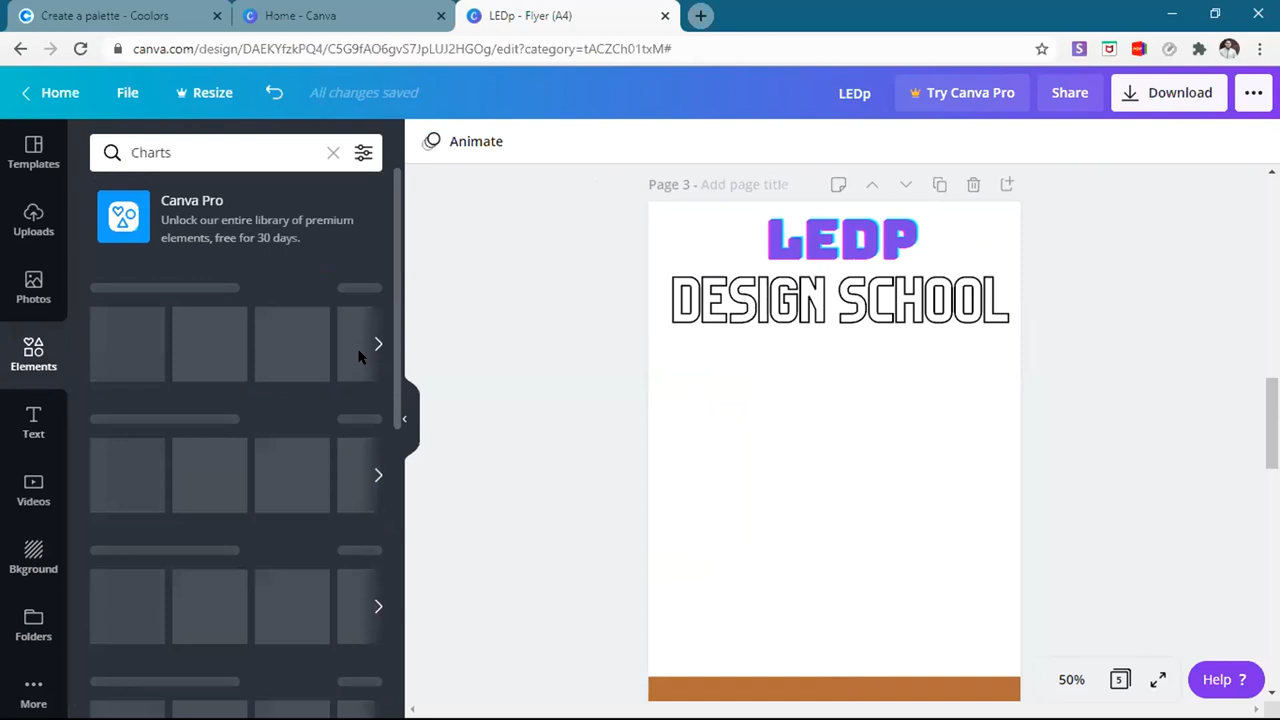 Create a palette - Coolors
Home - Canva
LEDp - Flyer (A4)
canva.com/design/DAEKYfzkPQ4/C5G9fAO6gvS7JpLUJ2HGOg/edit?category=tACZCh01txM#
Home
File
Resize
All changes saved
LEDp
Try Canva Pro
Share
Download
Templates
Uploads
Photos
Elements
Text
Videos
Bkground
Folders
More
Charts
Canva Pro
Unlock our entire library of premium
elements, free for 30 days.
Animate
Page 3 - Add page title
LEDP
DESIGN SCHOOL
50%
5
Help ?